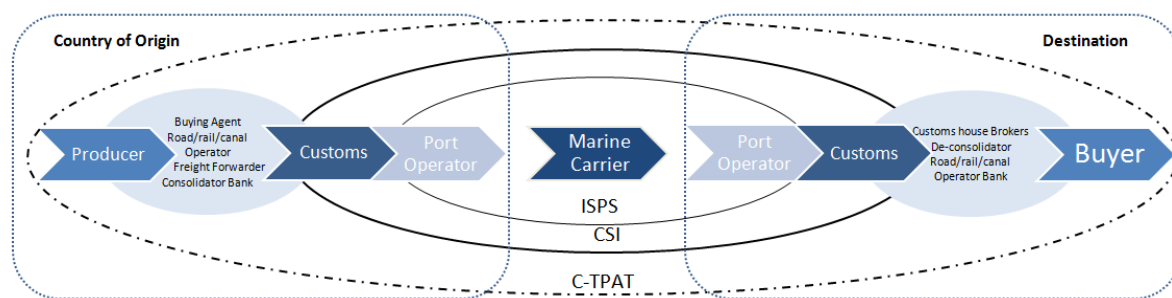 Country of Origin
Destination
Producer
Buying Agent
Road/rail/canal
Operator
Freight Forwarder
Consolidator Bank
Customs
Port
Operator
Marine
Carrier
Port
Operator
Customs
Customs house Brokers
De-consolidator
Road/rail/canal
Operator Bank
Buyer
ISPS
CSI
C-TPAT